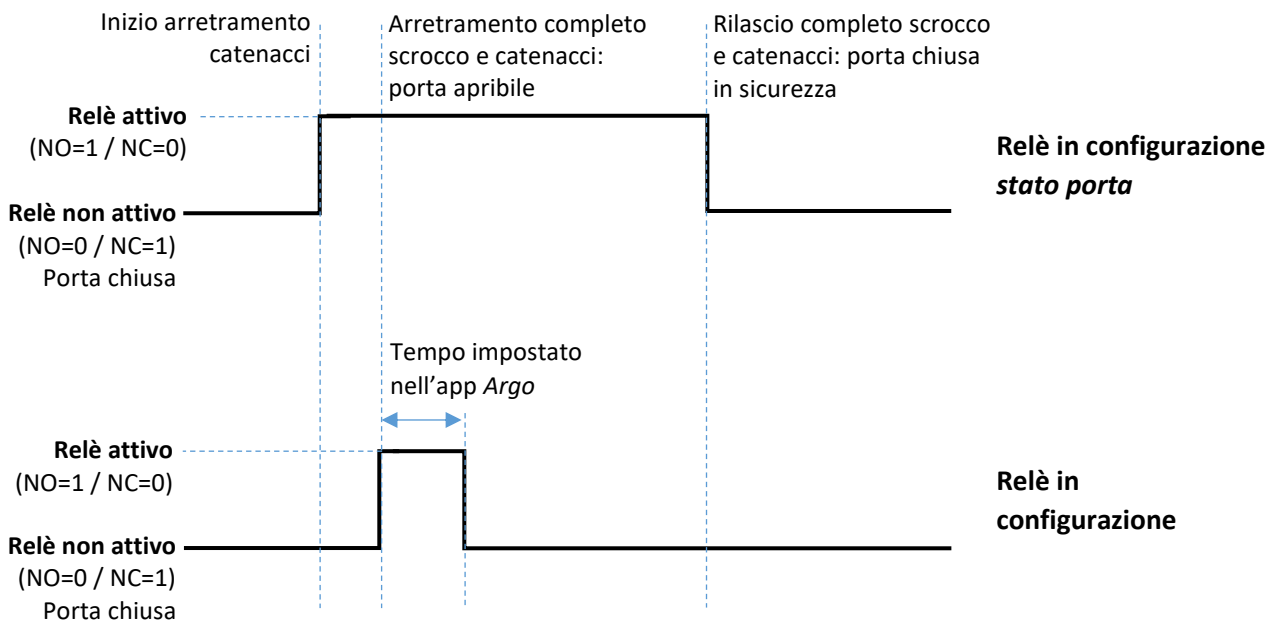 Inizio arretramento
catenacci
Arretramento completo
scrocco e catenacci:
porta apribile
Rilascio completo scrocco
e catenacci: porta chiusa
in sicurezza
Relè attivo
(NO=1 / NC=0)
Relè non attivo
(NO=0 / NC=1)
Porta chiusa
Relè in configurazione
stato porta
Tempo impostato
nell’app Argo
Relè attivo
(NO=1 / NC=0)
Relè non attivo
(NO=0 / NC=1)
Porta chiusa
Relè in
configurazione